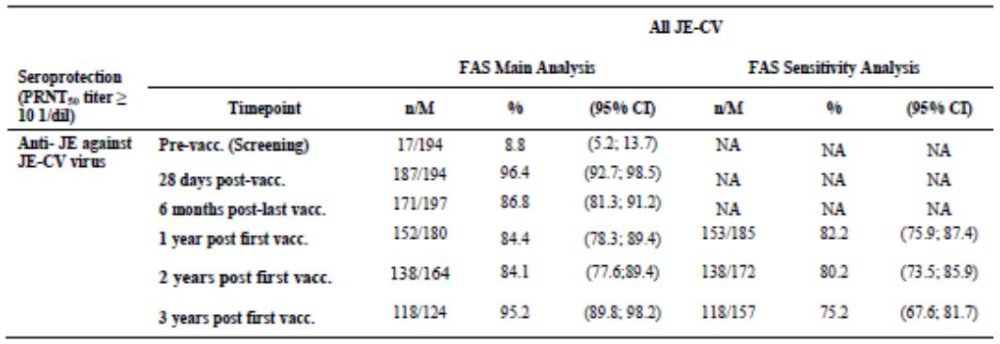 All JE-CV
FAS Main Analysis FAS Sensitivity Analysis
Seroprotection
(PRNT₅₀ titer ≥
10 1/dil) Timepoint n/M % (95% CI) n/M % (95% CI)
Anti- JE against
JE-CV virus Pre-vacc. (Screening) 17/194 8.8 (5.2; 13.7) NA NA NA
28 days post-vacc. 187/194 96.4 (92.7; 98.5) NA NA NA
6 months post-last vacc. 171/197 86.8 (81.3; 91.2) NA NA NA
1 year post first vacc. 152/180 84.4 (78.3; 89.4) 153/185 82.2 (75.9; 87.4)
2 years post first vacc. 138/164 84.1 (77.6;89.4) 138/172 80.2 (73.5; 85.9)
3 years post first vacc. 118/124 95.2 (89.8; 98.2) 118/157 75.2 (67.6; 81.7)